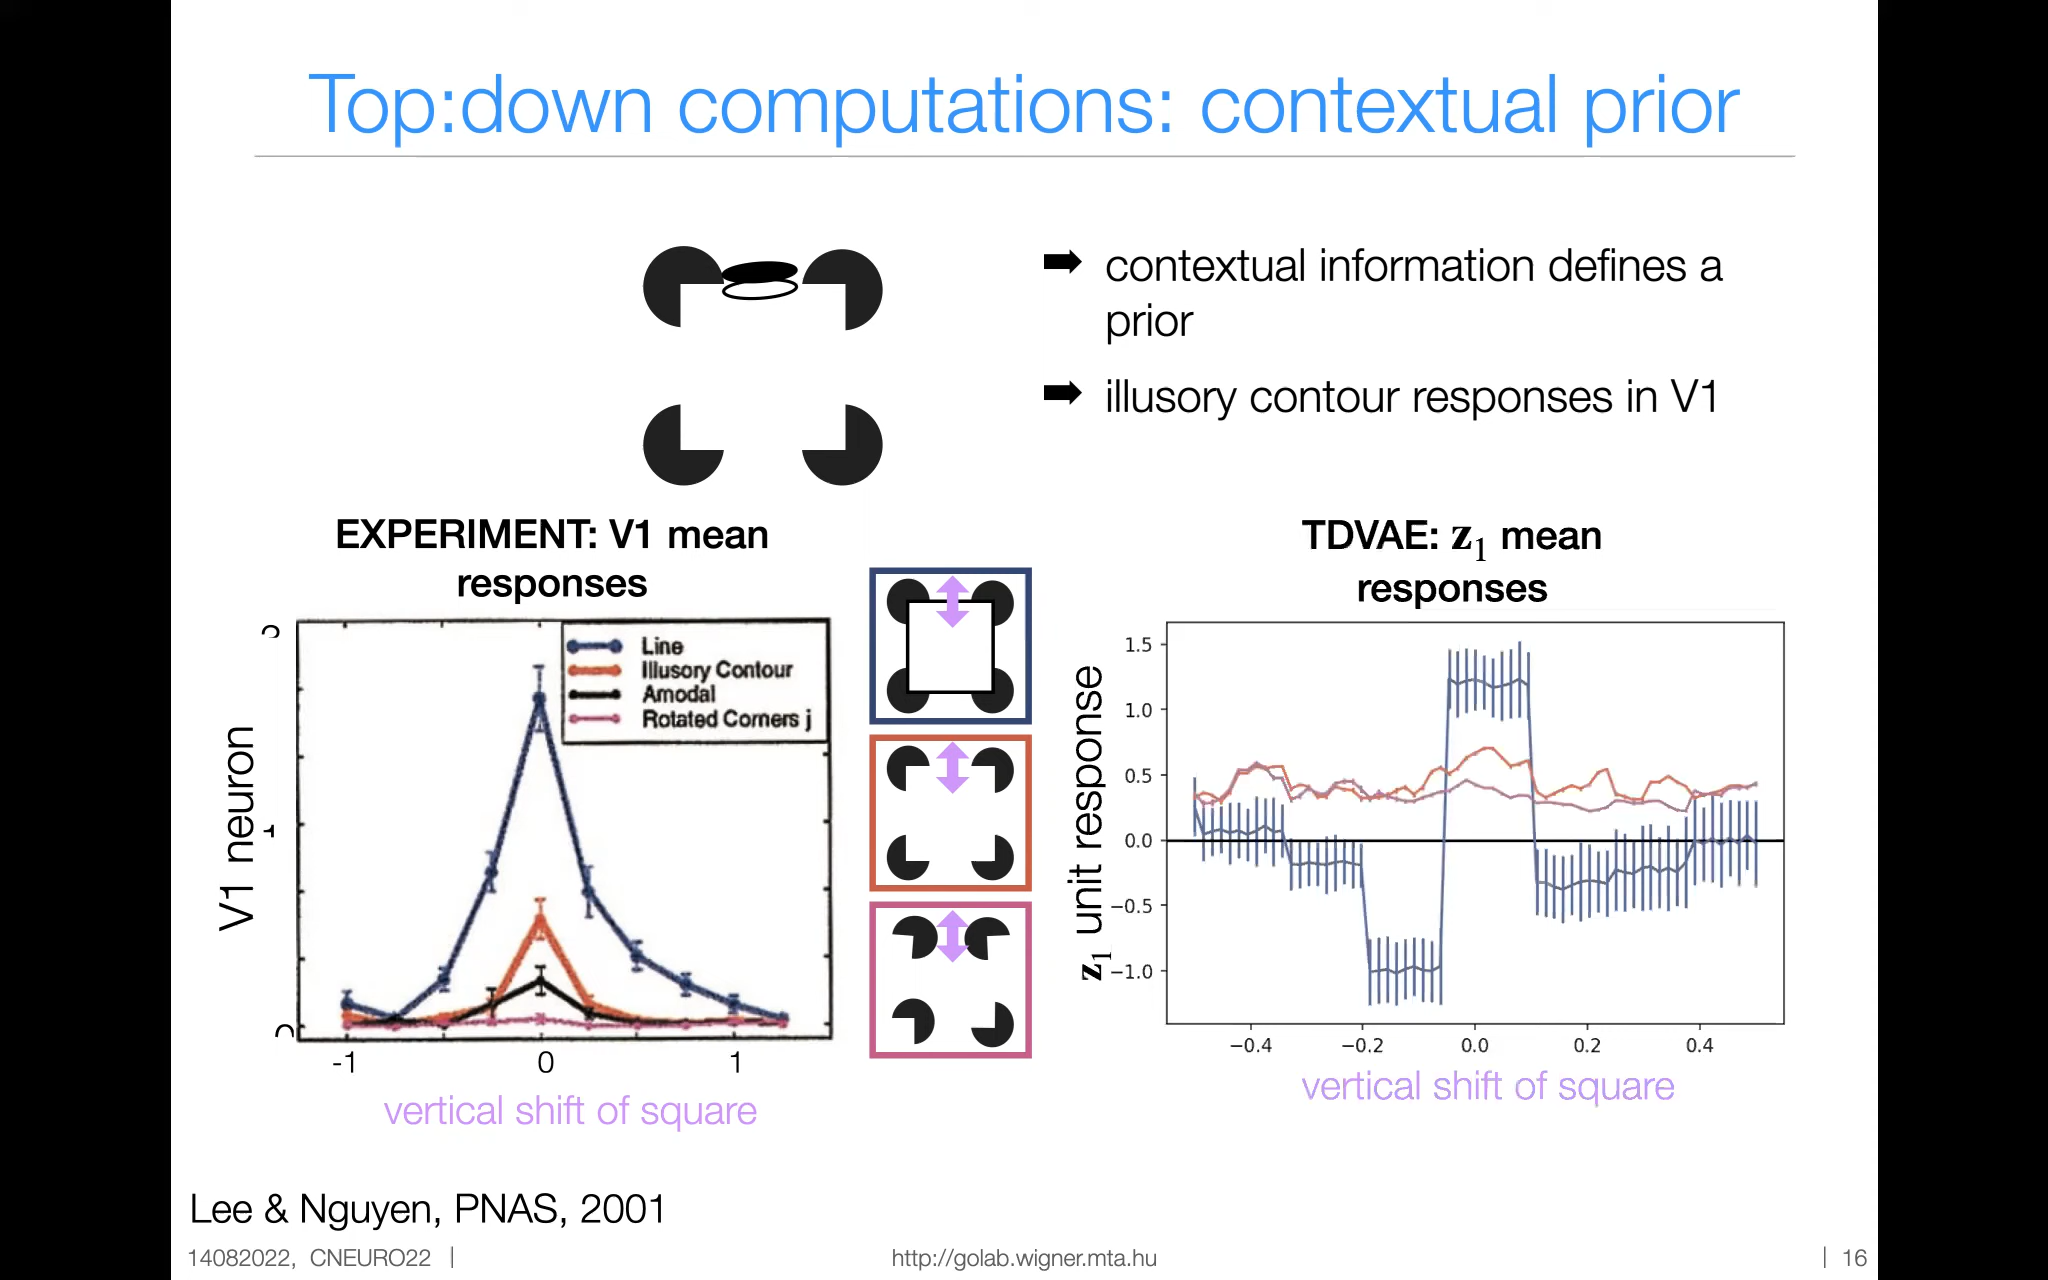 Top:down computations: contextual prior
➡ contextual information defines a
prior
➡ illusory contour responses in V1
EXPERIMENT: V1 mean
responses
Line
Illusory Contour
Amodal
Rotated Corners j
V1 neuron
1
-1 0 1
vertical shift of square
TDVAE: z₁ mean
responses
z₁ unit response
1.5
1.0
0.5
0.0
−0.5
−1.0
−0.4 −0.2 0.0 0.2 0.4
vertical shift of square
Lee & Nguyen, PNAS, 2001
14082022, CNEURO22 |
http://golab.wigner.mta.hu
| 16